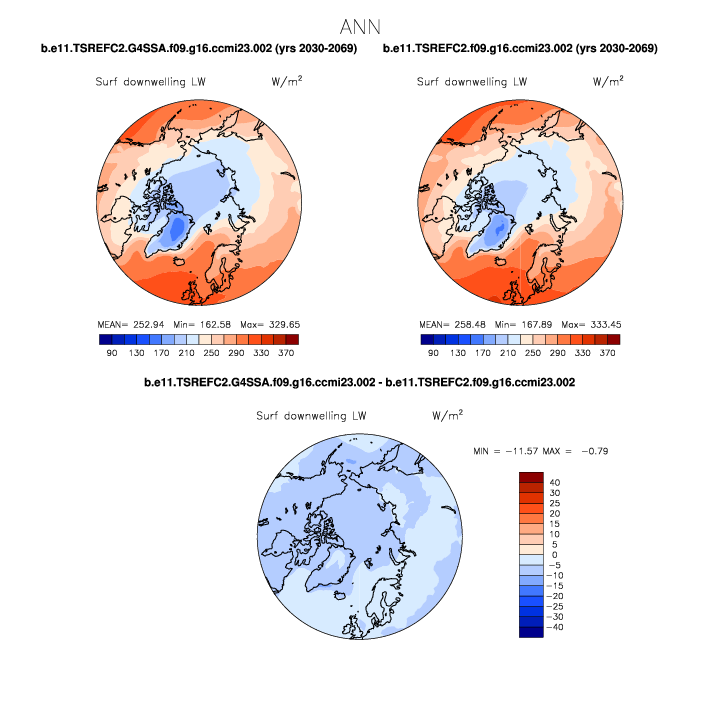 ANN
b.e11.TSREFC2.G4SSA.f09.g16.ccmi23.002 (yrs 2030-2069) b.e11.TSREFC2.f09.g16.ccmi23.002 (yrs 2030-2069)
Surf downwelling LW W/m² Surf downwelling LW W/m²
MEAN= 252.94 Min= 162.58 Max= 329.65 MEAN= 258.48 Min= 167.89 Max= 333.45
90 130 170 210 250 290 330 370 90 130 170 210 250 290 330 370
b.e11.TSREFC2.G4SSA.f09.g16.ccmi23.002 - b.e11.TSREFC2.f09.g16.ccmi23.002
Surf downwelling LW W/m²
MIN = −11.57 MAX = −0.79
40
30
25
20
15
10
5
0
−5
−10
−15
−20
−25
−30
−40